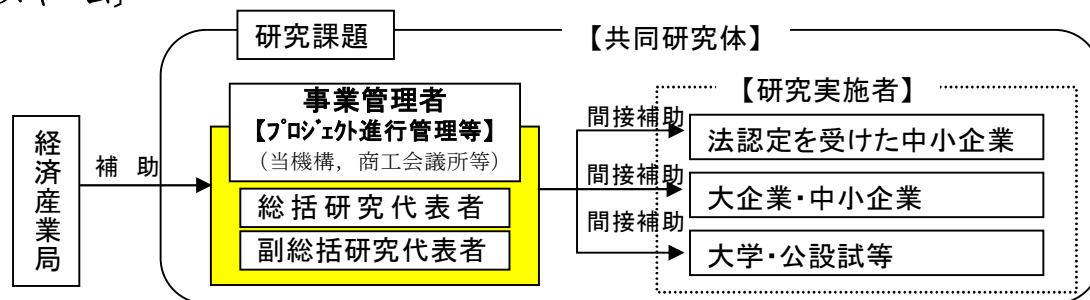 研究課題
【共同研究体】
事業管理者
【ﾌﾟﾛｼﾞｪｸﾄ進行管理等】
(当機構，商工会議所等)
総括研究代表者
副総括研究代表者
経済産業局
補 助
【研究実施者】
間接補助
法認定を受けた中小企業
間接補助
大企業・中小企業
間接補助
大学・公設試等